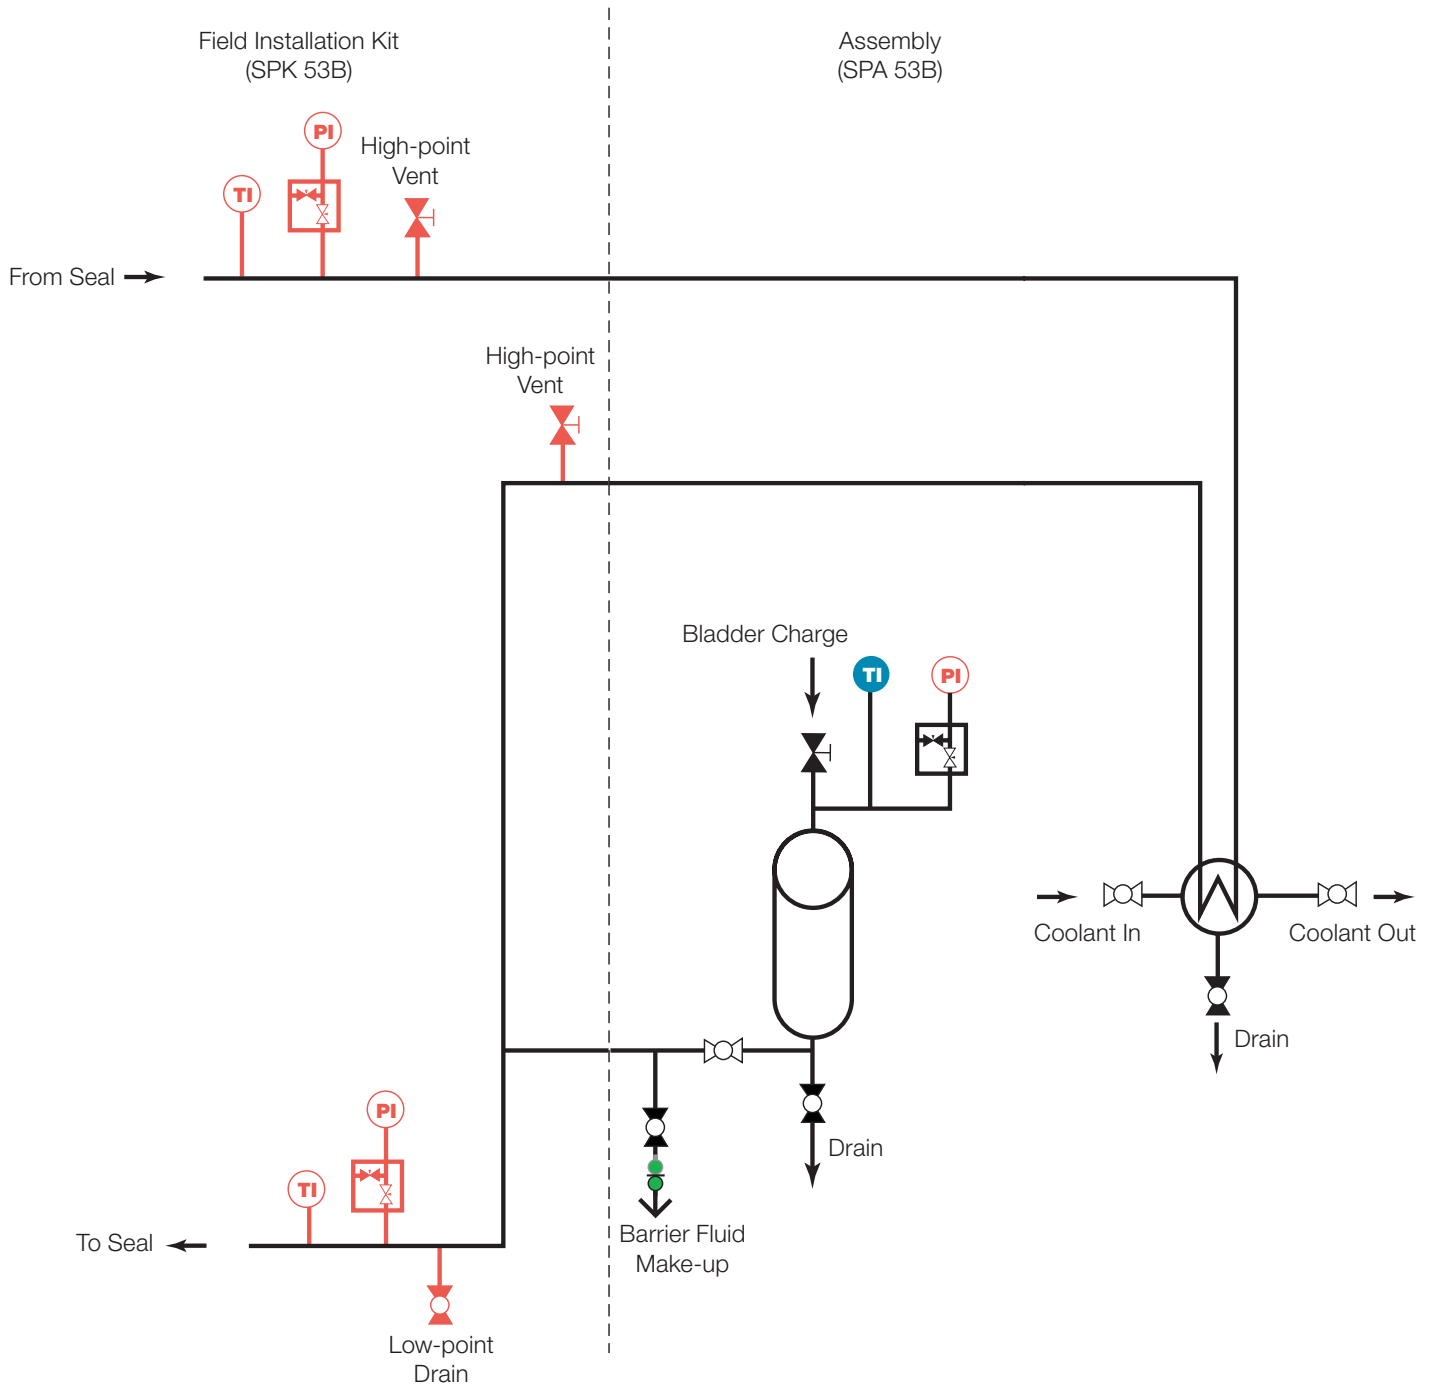 Field Installation Kit
(SPK 53B)
Assembly
(SPA 53B)
PI
High-point
Vent
TI
From Seal
High-point
Vent
Bladder Charge
TI
PI
Coolant In
Coolant Out
Drain
PI
Drain
TI
To Seal
Barrier Fluid
Make-up
Low-point
Drain